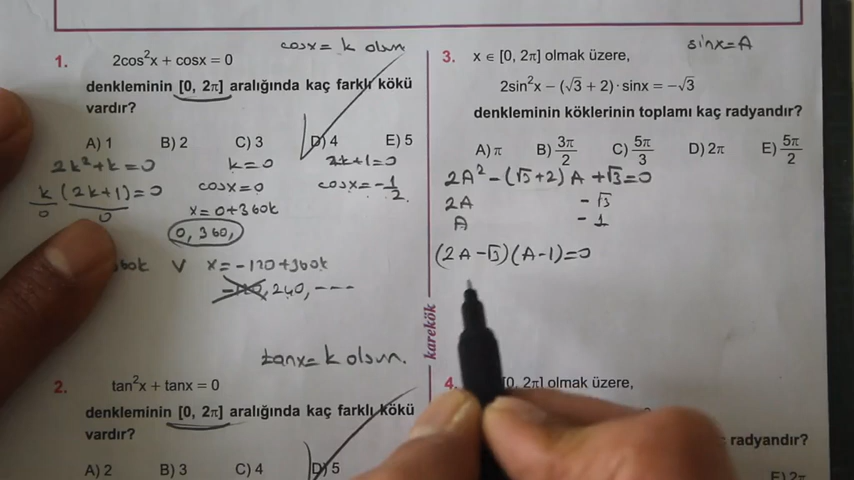 cosx = k olsun
1. 2cos²x + cosx = 0
denkleminin [0, 2π] aralığında kaç farklı kökü
vardır?
A) 1 B) 2 C) 3 D) 4 E) 5
2k²+k=0 k=0 2k+1=0
k(2k+1)=0 cosx=0 cosx=-1/2.
0 0 x=0+360k
0, 360,
60k V x=-120+360k
-120, 240, ---
tanx=k olsun.
2. tan²x + tanx = 0
denkleminin [0, 2π] aralığında kaç farklı kökü
vardır?
A) 2 B) 3 C) 4 D) 5
karekök
sinx=A
3. x ∈ [0, 2π] olmak üzere,
2sin²x – (√3 + 2)·sinx = –√3
denkleminin köklerinin toplamı kaç radyandır?
A) π B) 3π/2 C) 5π/3 D) 2π E) 5π/2
2A²-(√3+2)A+√3=0
2A -√3
A -1
(2A-√3)(A-1)=0
4. [0, 2π] olmak üzere,
radyandır?
E) 2π